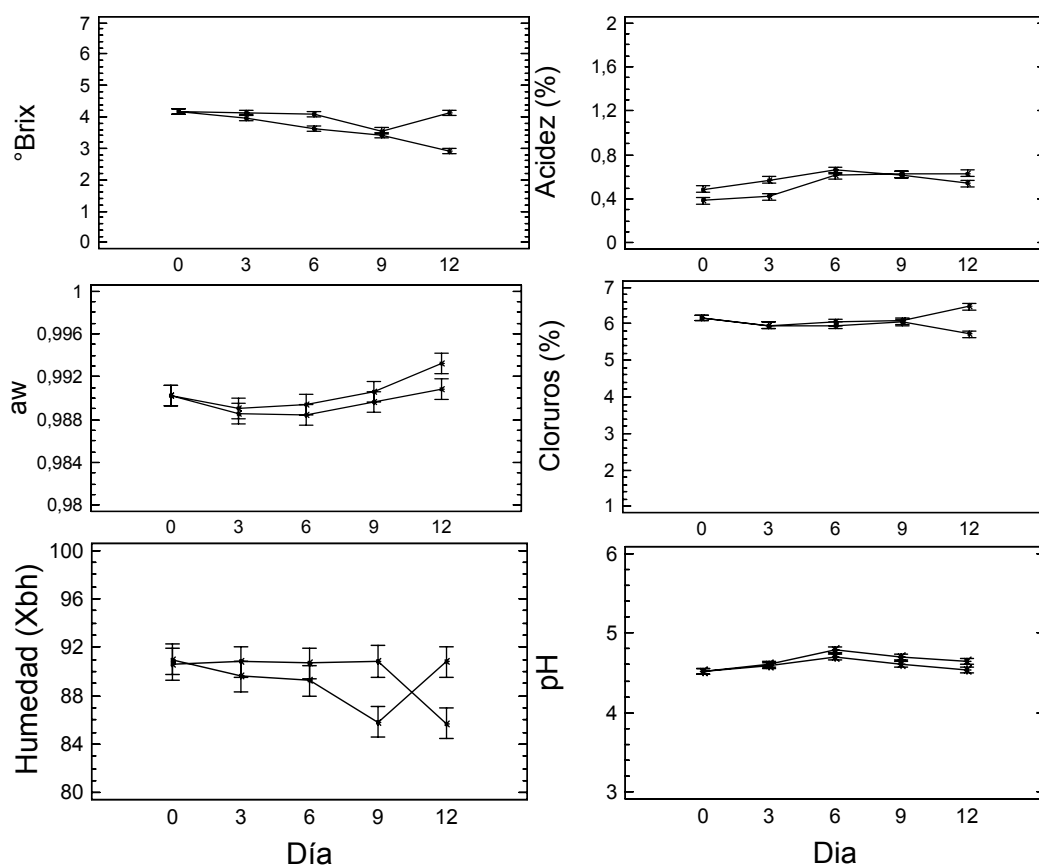 °Brix
7
6
5
4
3
2
1
0
0 3 6 9 12
Acidez (%)
2
1,6
1,2
0,8
0,4
0
0 3 6 9 12
aw
1
0,996
0,992
0,988
0,984
0,98
0 3 6 9 12
Cloruros (%)
7
6
5
4
3
2
1
0 3 6 9 12
Humedad (Xbh)
100
96
92
88
84
80
0 3 6 9 12
Día
pH
6
5
4
3
0 3 6 9 12
Dia